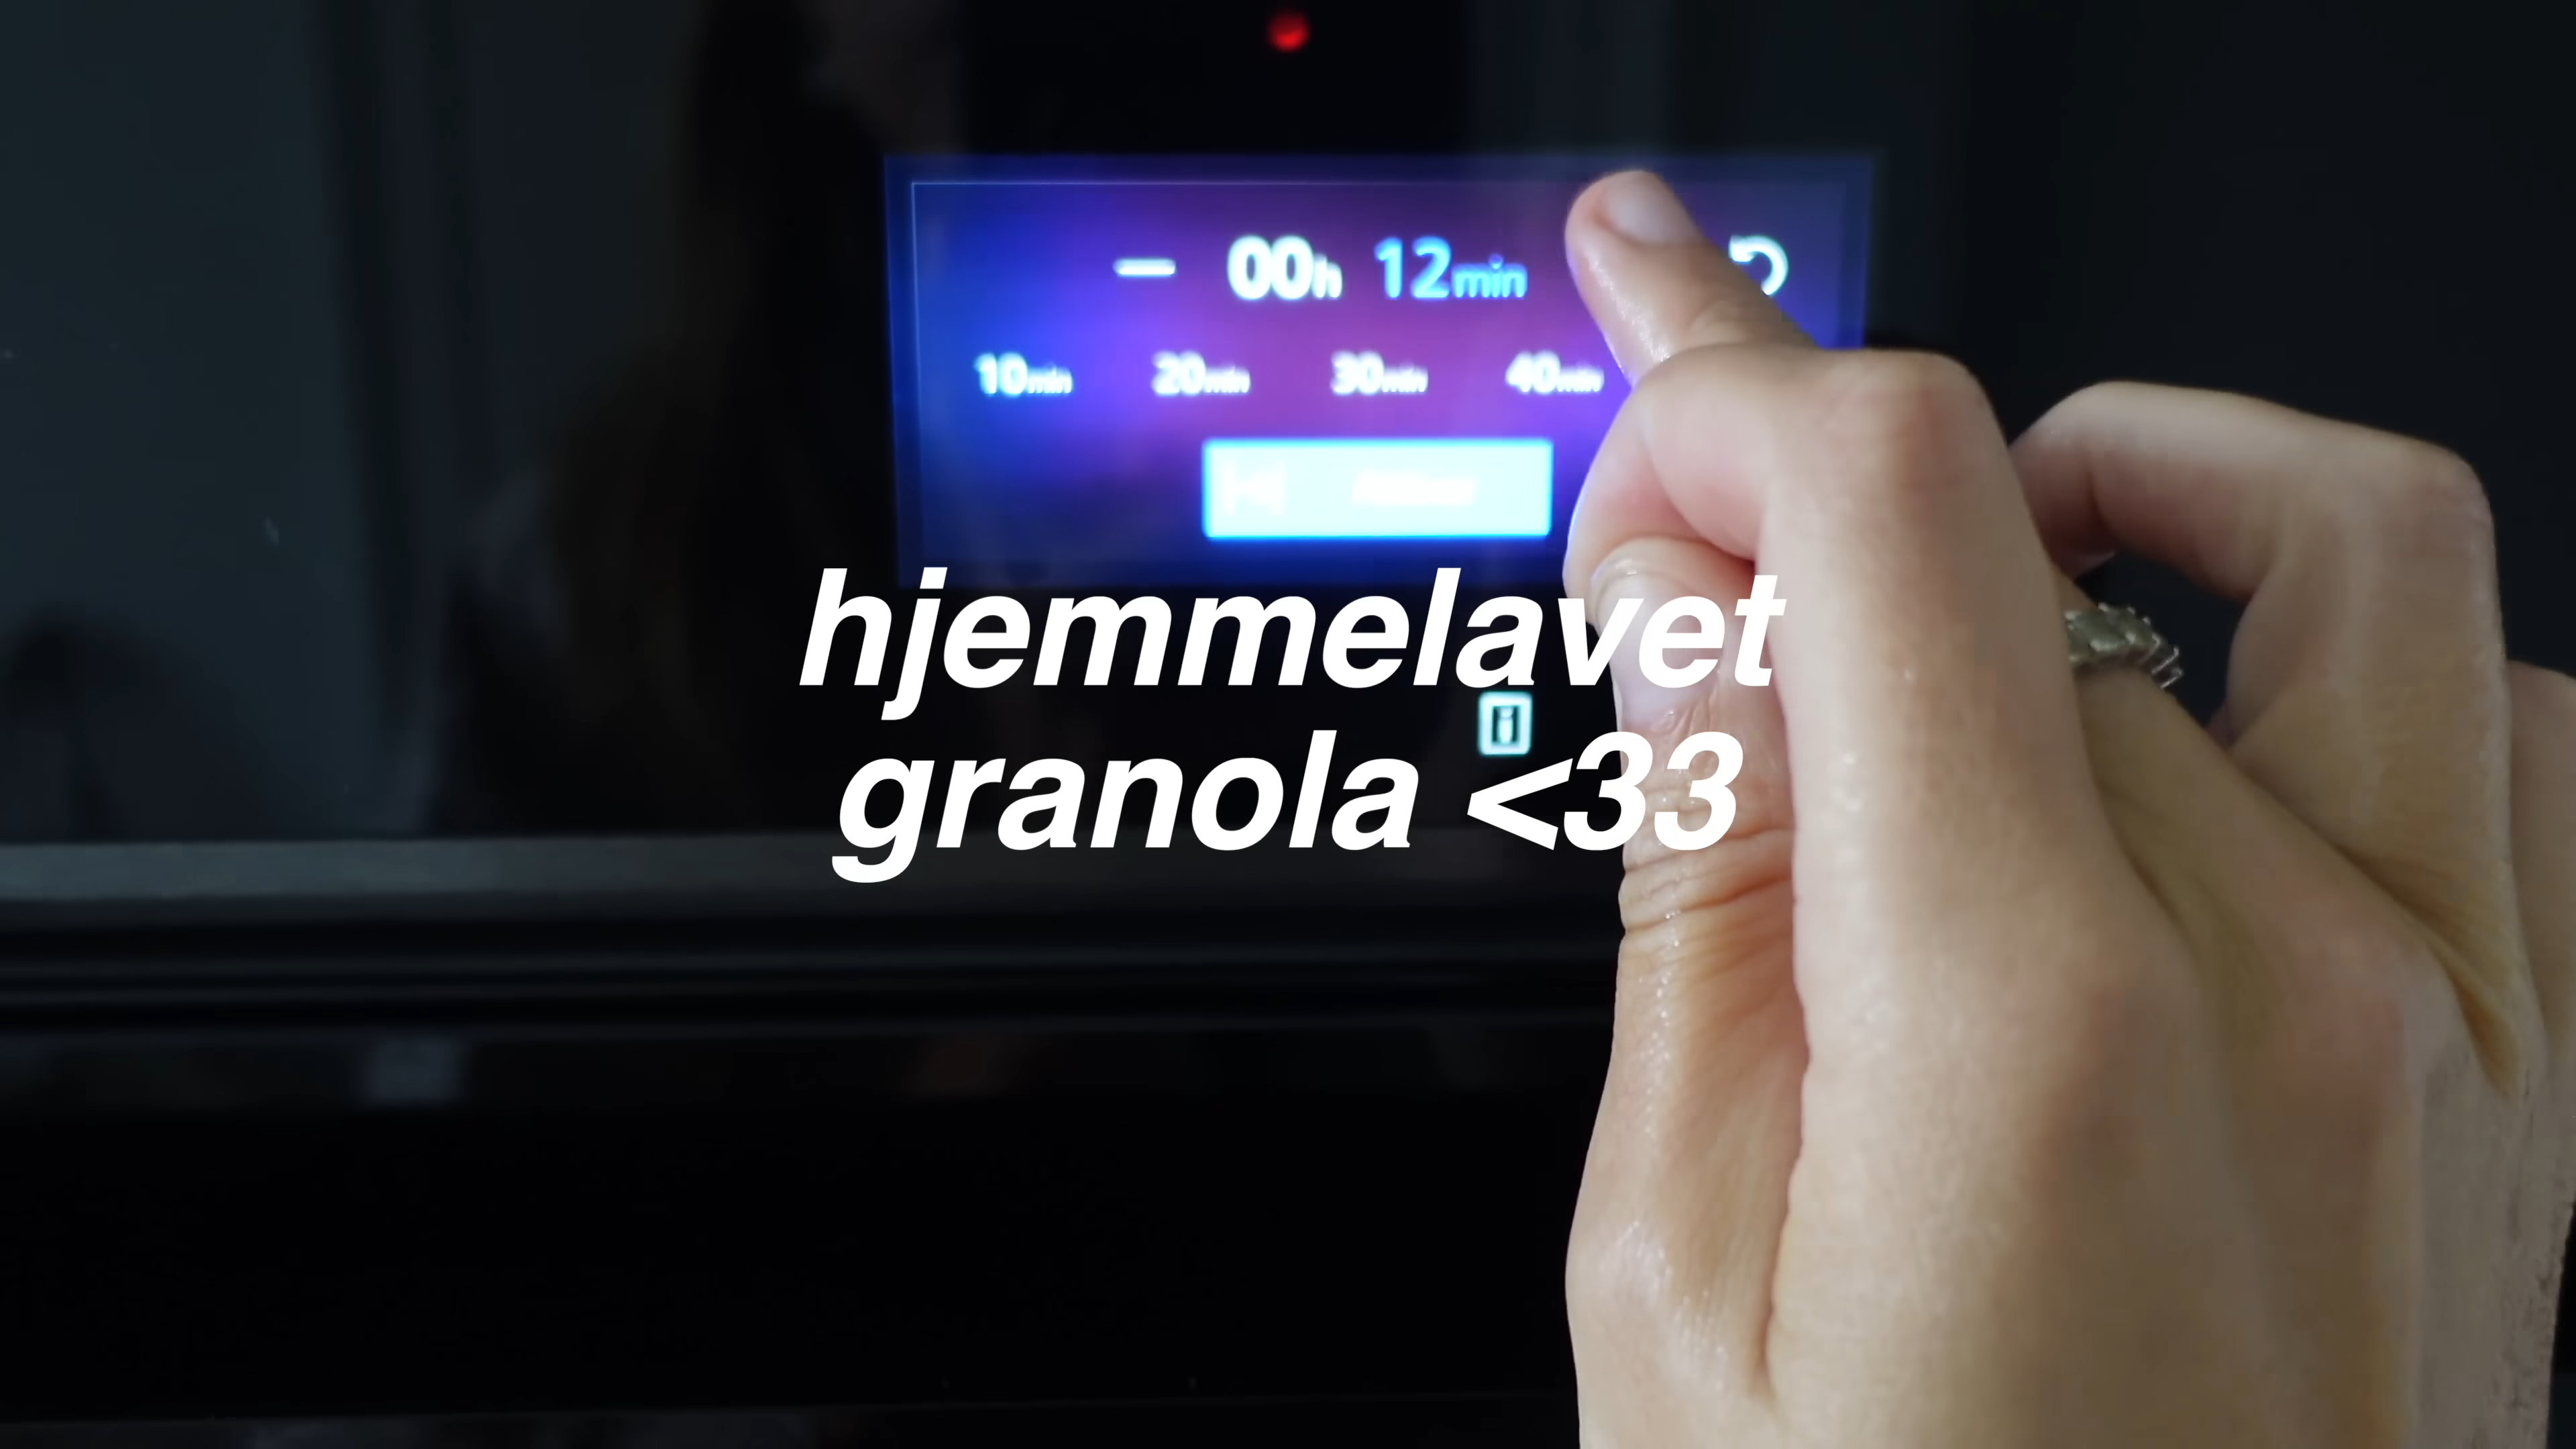 — 00h 12min
10min 20min 30min 40min
hjemmelavet
i
granola <33